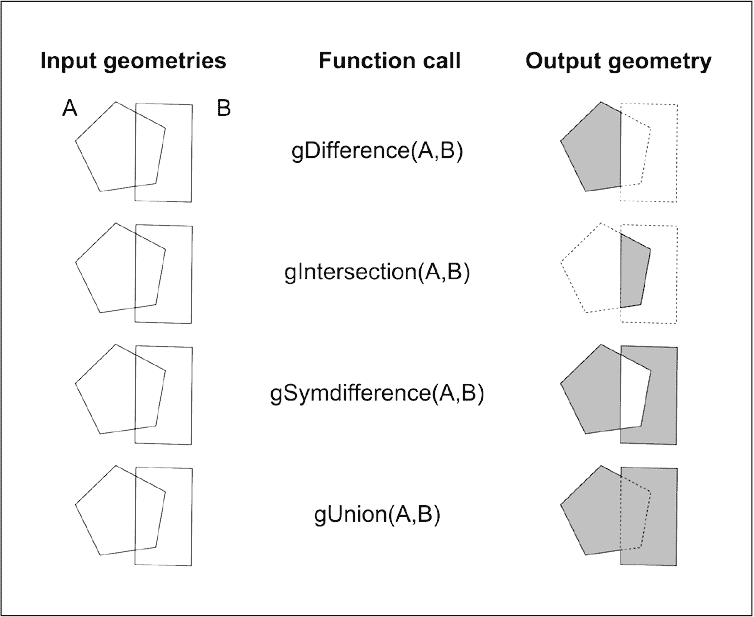 Input geometries Function call Output geometry
A B
gDifference(A,B)
gIntersection(A,B)
gSymdifference(A,B)
gUnion(A,B)